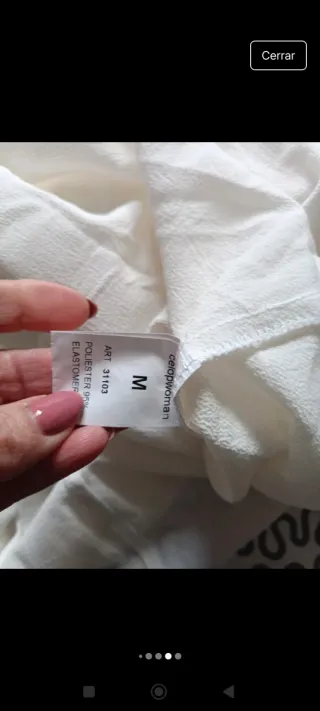 Cerrar
celopwoman
M
ART. 31103
POLIESTER 95%
ELASTOMER